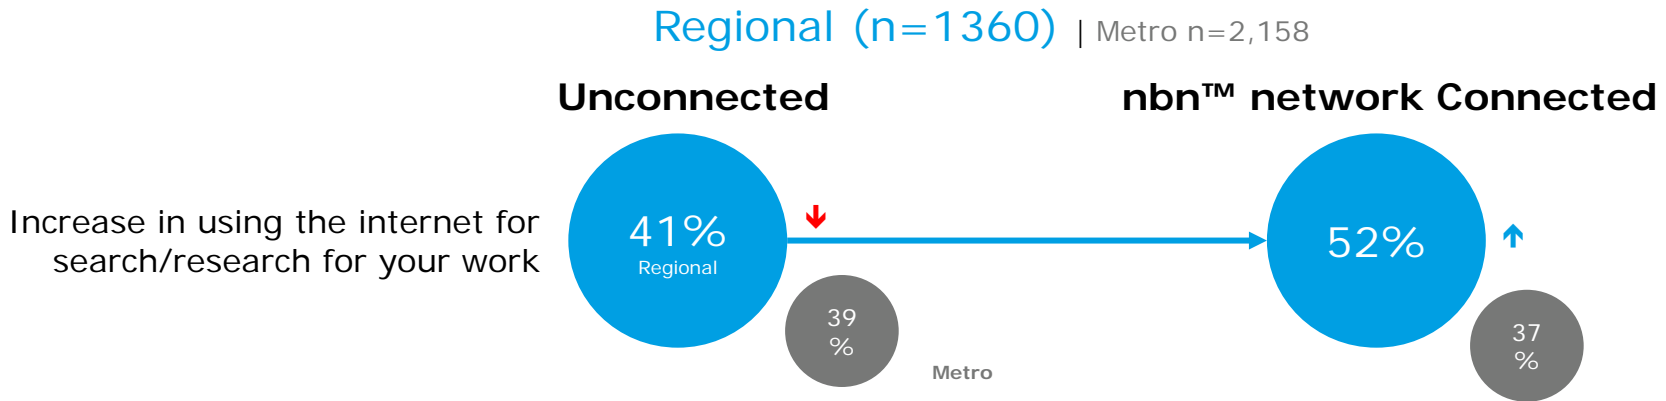 Regional (n=1360) | Metro n=2,158
Unconnected
nbn™ network Connected
Increase in using the internet for
search/research for your work
41%
Regional
39
%
Metro
52%
37
%